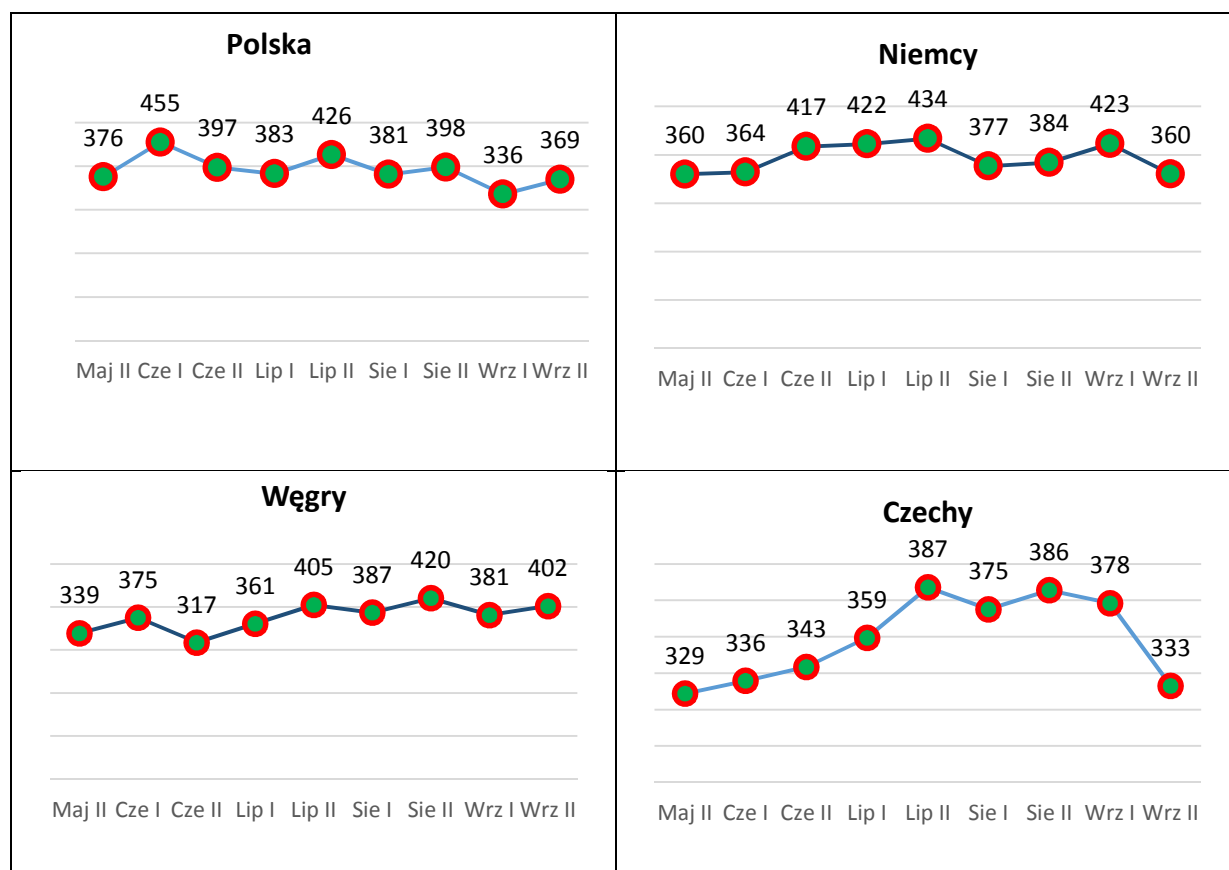 Polska
376 455 397 383 426 381 398 336 369
Maj II Cze I Cze II Lip I Lip II Sie I Sie II Wrz I Wrz II
Niemcy
360 364 417 422 434 377 384 423 360
Maj II Cze I Cze II Lip I Lip II Sie I Sie II Wrz I Wrz II
Węgry
339 375 317 361 405 387 420 381 402
Maj II Cze I Cze II Lip I Lip II Sie I Sie II Wrz I Wrz II
Czechy
329 336 343 359 387 375 386 378 333
Maj II Cze I Cze II Lip I Lip II Sie I Sie II Wrz I Wrz II